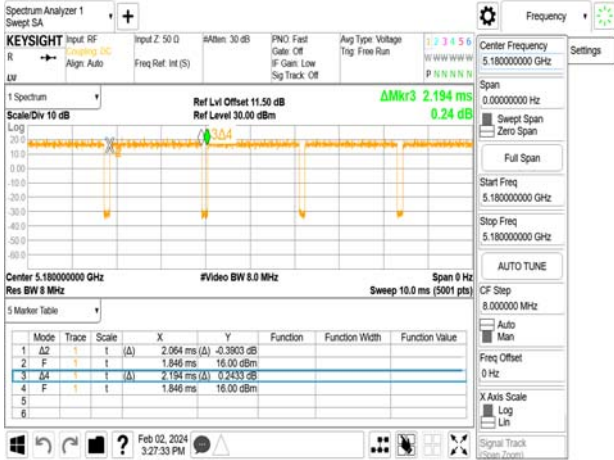 Spectrum Analyzer 1
Swept SA
Frequency
KEYSIGHT
Input: RF
Coupling: DC
Align: Auto
Input Z: 50 Ω
Freq Ref: Int (S)
#Atten: 30 dB
PNO: Fast
Gate: Off
IF Gain: Low
Sig Track: Off
Avg Type: Voltage
Trig: Free Run
1 2 3 4 5 6
W W W W W W
P N N N N N
R
1 Spectrum
Scale/Div 10 dB
Ref Lvl Offset 11.50 dB
Ref Level 30.00 dBm
ΔMkr3 2.194 ms
0.24 dB
Log
20.0
10.0
0.00
-10.0
-20.0
-30.0
-40.0
-50.0
-60.0
3Δ4
Center 5.180000000 GHz
Res BW 8 MHz
#Video BW 8.0 MHz
Span 0 Hz
Sweep 10.0 ms (5001 pts)
5 Marker Table
Mode Trace Scale X Y Function Function Width Function Value
1 Δ2 1 t (Δ) 2.064 ms (Δ) -0.3903 dB
2 F 1 t 1.846 ms 16.00 dBm
3 Δ4 1 t (Δ) 2.194 ms (Δ) 0.2433 dB
4 F 1 t 1.846 ms 16.00 dBm
5
6
Feb 02, 2024
3:27:33 PM
Center Frequency
5.180000000 GHz
Settings
Span
0.00000000 Hz
Swept Span
Zero Span
Full Span
Start Freq
5.180000000 GHz
Stop Freq
5.180000000 GHz
AUTO TUNE
CF Step
8.000000 MHz
Auto
Man
Freq Offset
0 Hz
X Axis Scale
Log
Lin
Signal Track
(Span Zoom)